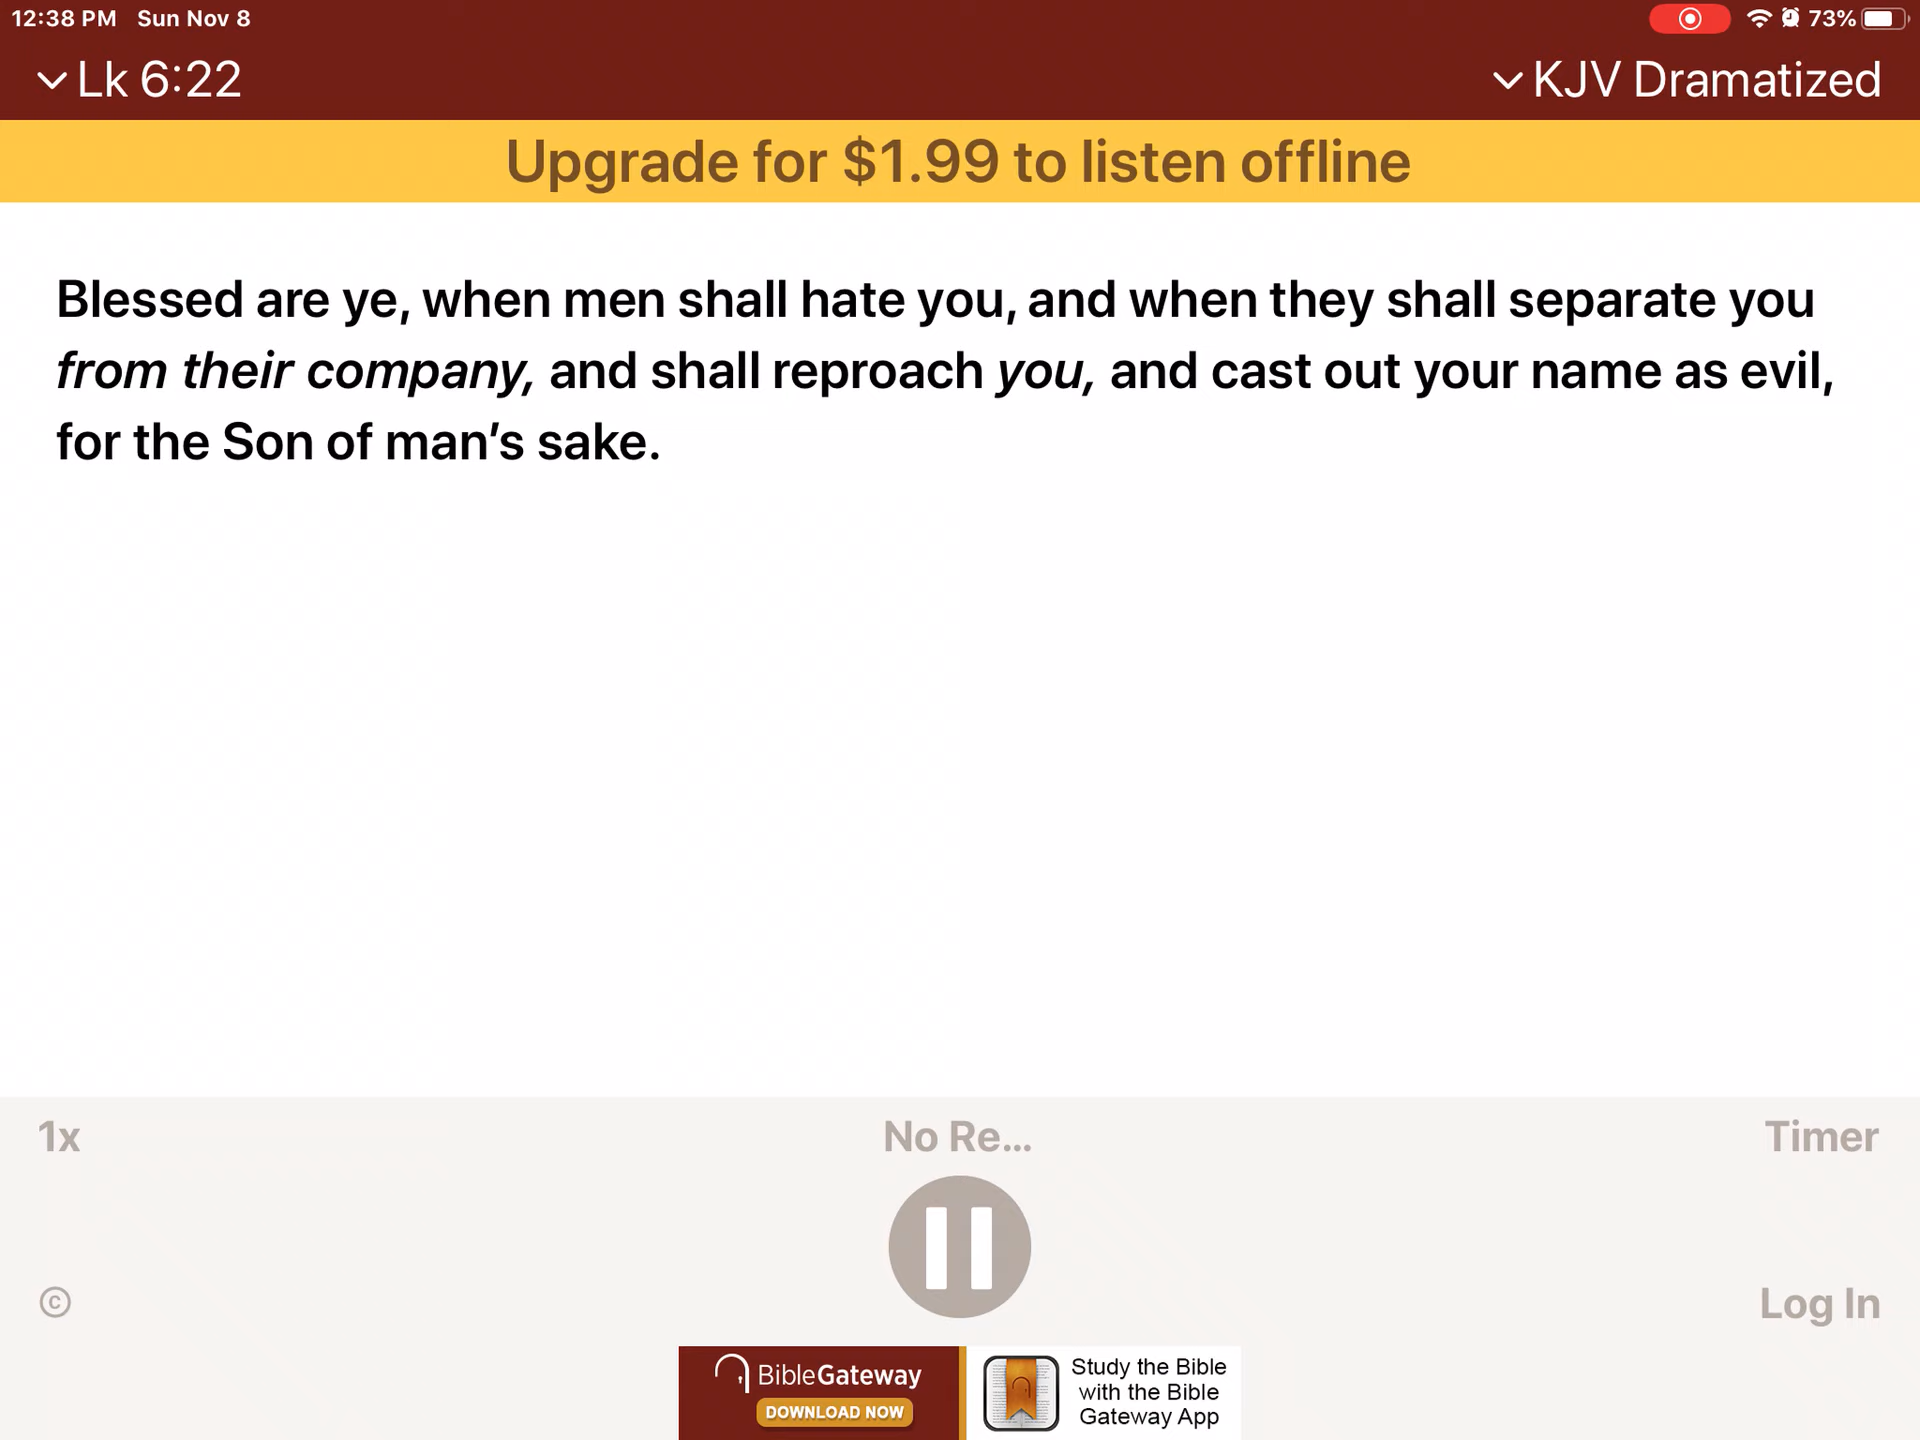 12:38 PM Sun Nov 8
73%
Lk 6:22
KJV Dramatized
Upgrade for $1.99 to listen offline
Blessed are ye, when men shall hate you, and when they shall separate you
from their company, and shall reproach you, and cast out your name as evil,
for the Son of man’s sake.
1x
No Re...
Timer
©
Log In
BibleGateway
DOWNLOAD NOW
Study the Bible
with the Bible
Gateway App